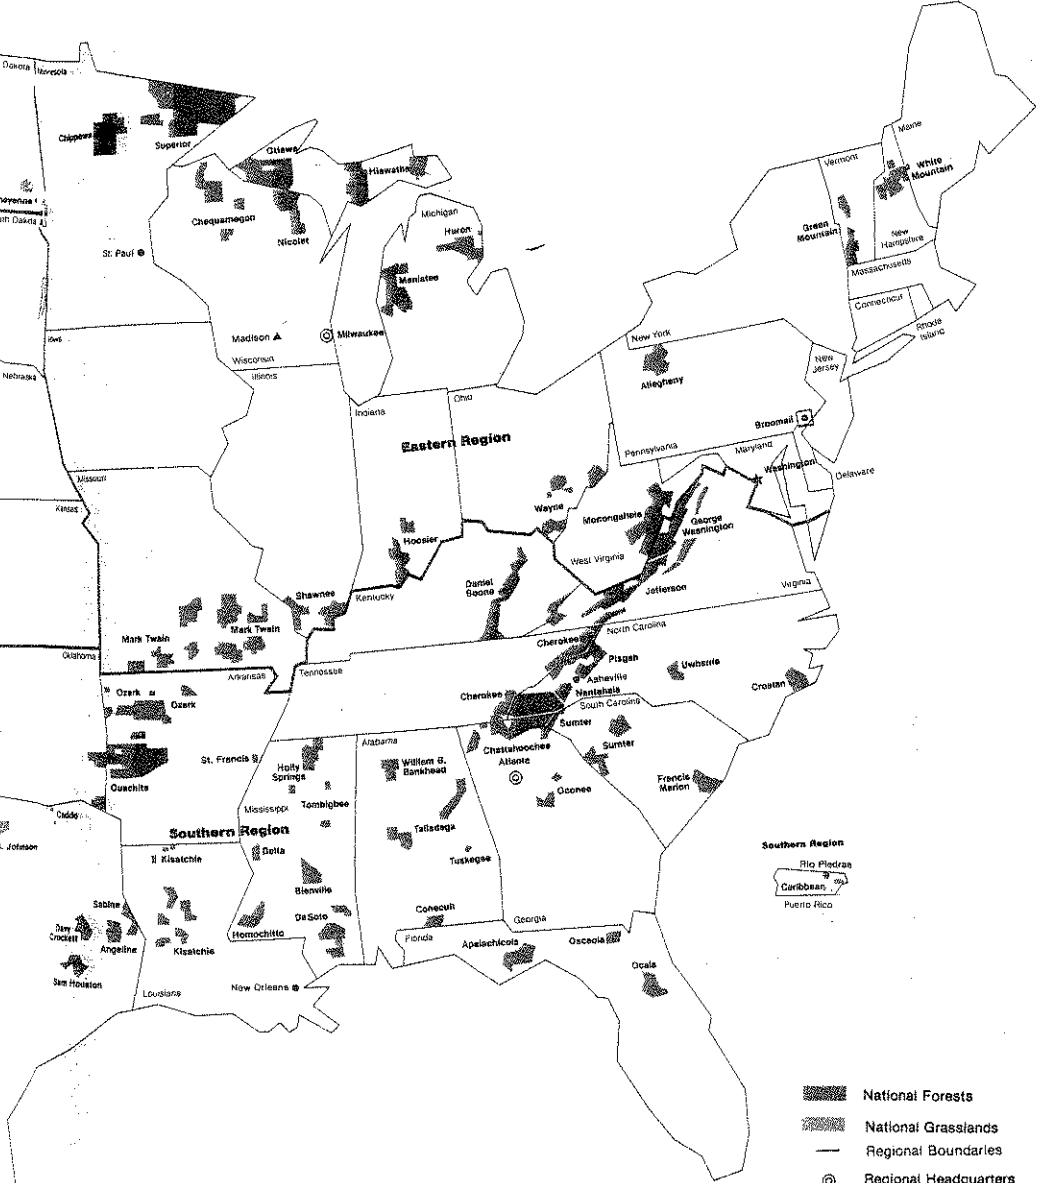 Dakota
Minnesota
Chippewa
Superior
Ottawa
Hiawatha
Maine
Vermont
White
Mountain
Chequamegon
Nicolet
Michigan
Huron
Green
Mountain
New
Hampshire
St. Paul
Manistee
Massachusetts
Connecticut
Rhode
Island
Madison
Milwaukee
Wisconsin
Illinois
Iowa
Nebraska
New York
Allegheny
New
Jersey
Indiana
Ohio
Eastern Region
Broomall
Pennsylvania
Maryland
Washington
Delaware
Missouri
Kansas
Wayne
Monongahela
George
Washington
Hoosier
West Virginia
Daniel
Boone
Jefferson
Virginia
Shawnee
Kentucky
Mark Twain
Mark Twain
Oklahoma
Arkansas
Tennessee
Cherokee
North Carolina
Pisgah
Uwharrie
Asheville
Croatan
Cherokee
Nantahala
South Carolina
Ozark
Ozark
Sumter
Sumter
Chattahoochee
Atlanta
St. Francis
Holly
Springs
Alabama
William B.
Bankhead
Francis
Marion
Oconee
Ouachita
Mississippi
Tombigbee
Caddo
Talladega
Southern Region
Johnson
Kisatchie
Delta
Tuskegee
Southern Region
Rio Piedras
Caribbean
Puerto Rico
Bienville
Sabine
Conecuh
Georgia
De Soto
Davy
Crockett
Angelina
Kisatchie
Homochitto
Florida
Apalachicola
Osceola
Ocala
Sam Houston
Louisiana
New Orleans
National Forests
National Grasslands
Regional Boundaries
Regional Headquarters